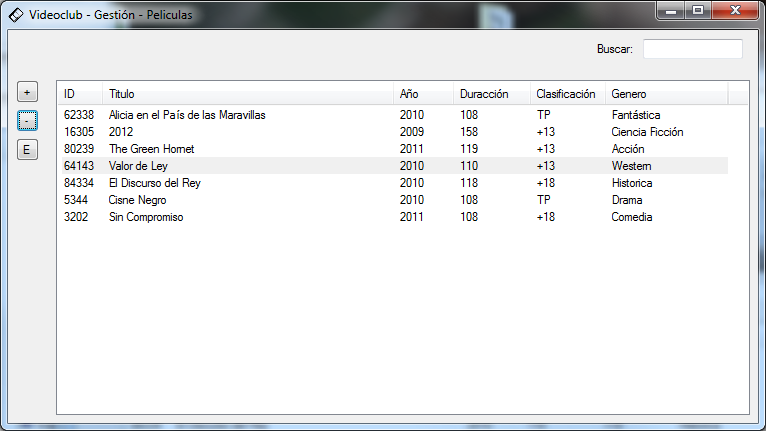 Videoclub - Gestión - Peliculas
Buscar:
+
-
E
ID Titulo Año Duracción Clasificación Genero
62338 Alicia en el País de las Maravillas 2010 108 TP Fantástica
16305 2012 2009 158 +13 Ciencia Ficción
80239 The Green Hornet 2011 119 +13 Acción
64143 Valor de Ley 2010 110 +13 Western
84334 El Discurso del Rey 2010 118 +18 Historica
5344 Cisne Negro 2010 108 TP Drama
3202 Sin Compromiso 2011 108 +18 Comedia